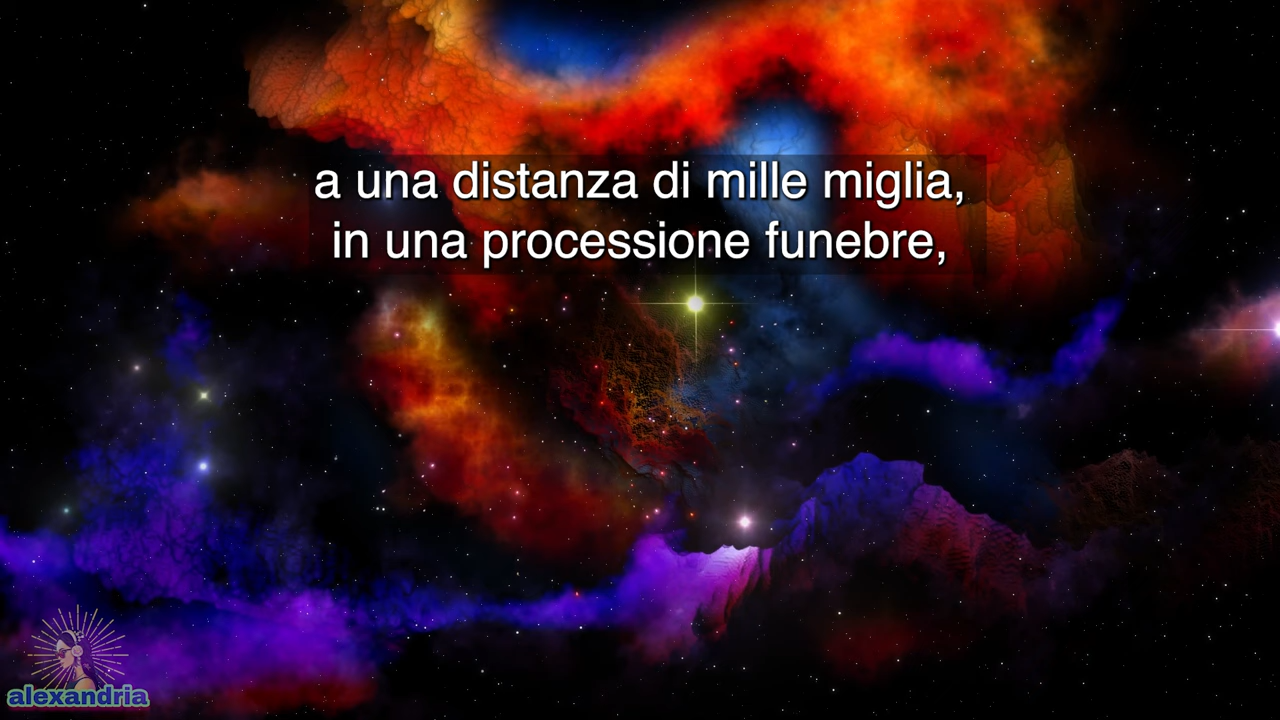 a una distanza di mille miglia,
in una processione funebre,
alexandria